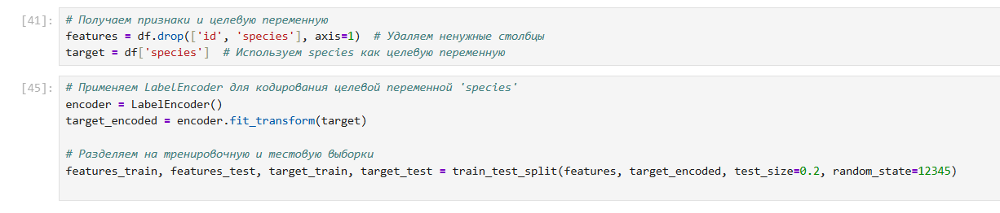 [41]: # Получаем признаки и целевую переменную
features = df.drop(['id', 'species'], axis=1)  # Удаляем ненужные столбцы
target = df['species']  # Используем species как целевую переменную
[45]: # Применяем LabelEncoder для кодирования целевой переменной 'species'
encoder = LabelEncoder()
target_encoded = encoder.fit_transform(target)
# Разделяем на тренировочную и тестовую выборки
features_train, features_test, target_train, target_test = train_test_split(features, target_encoded, test_size=0.2, random_state=12345)